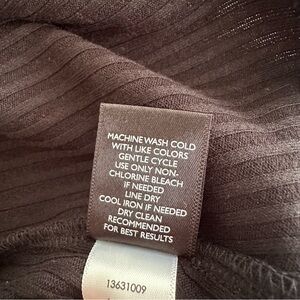 MACHINE WASH COLD
WITH LIKE COLORS
GENTLE CYCLE
USE ONLY NON-
CHLORINE BLEACH
IF NEEDED
LINE DRY
COOL IRON IF NEEDED
DRY CLEAN
RECOMMENDED
FOR BEST RESULTS
13631009